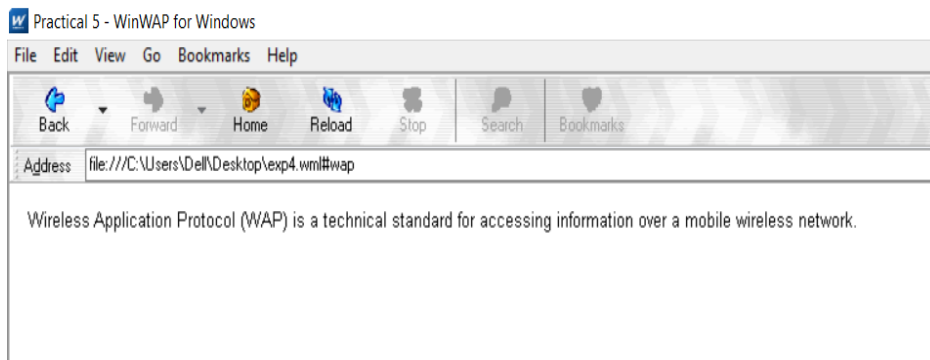 Practical 5 - WinWAP for Windows
File Edit View Go Bookmarks Help
Back Forward Home Reload Stop Search Bookmarks
Address file:///C:\Users\Dell\Desktop\exp4.wml#wap
Wireless Application Protocol (WAP) is a technical standard for accessing information over a mobile wireless network.